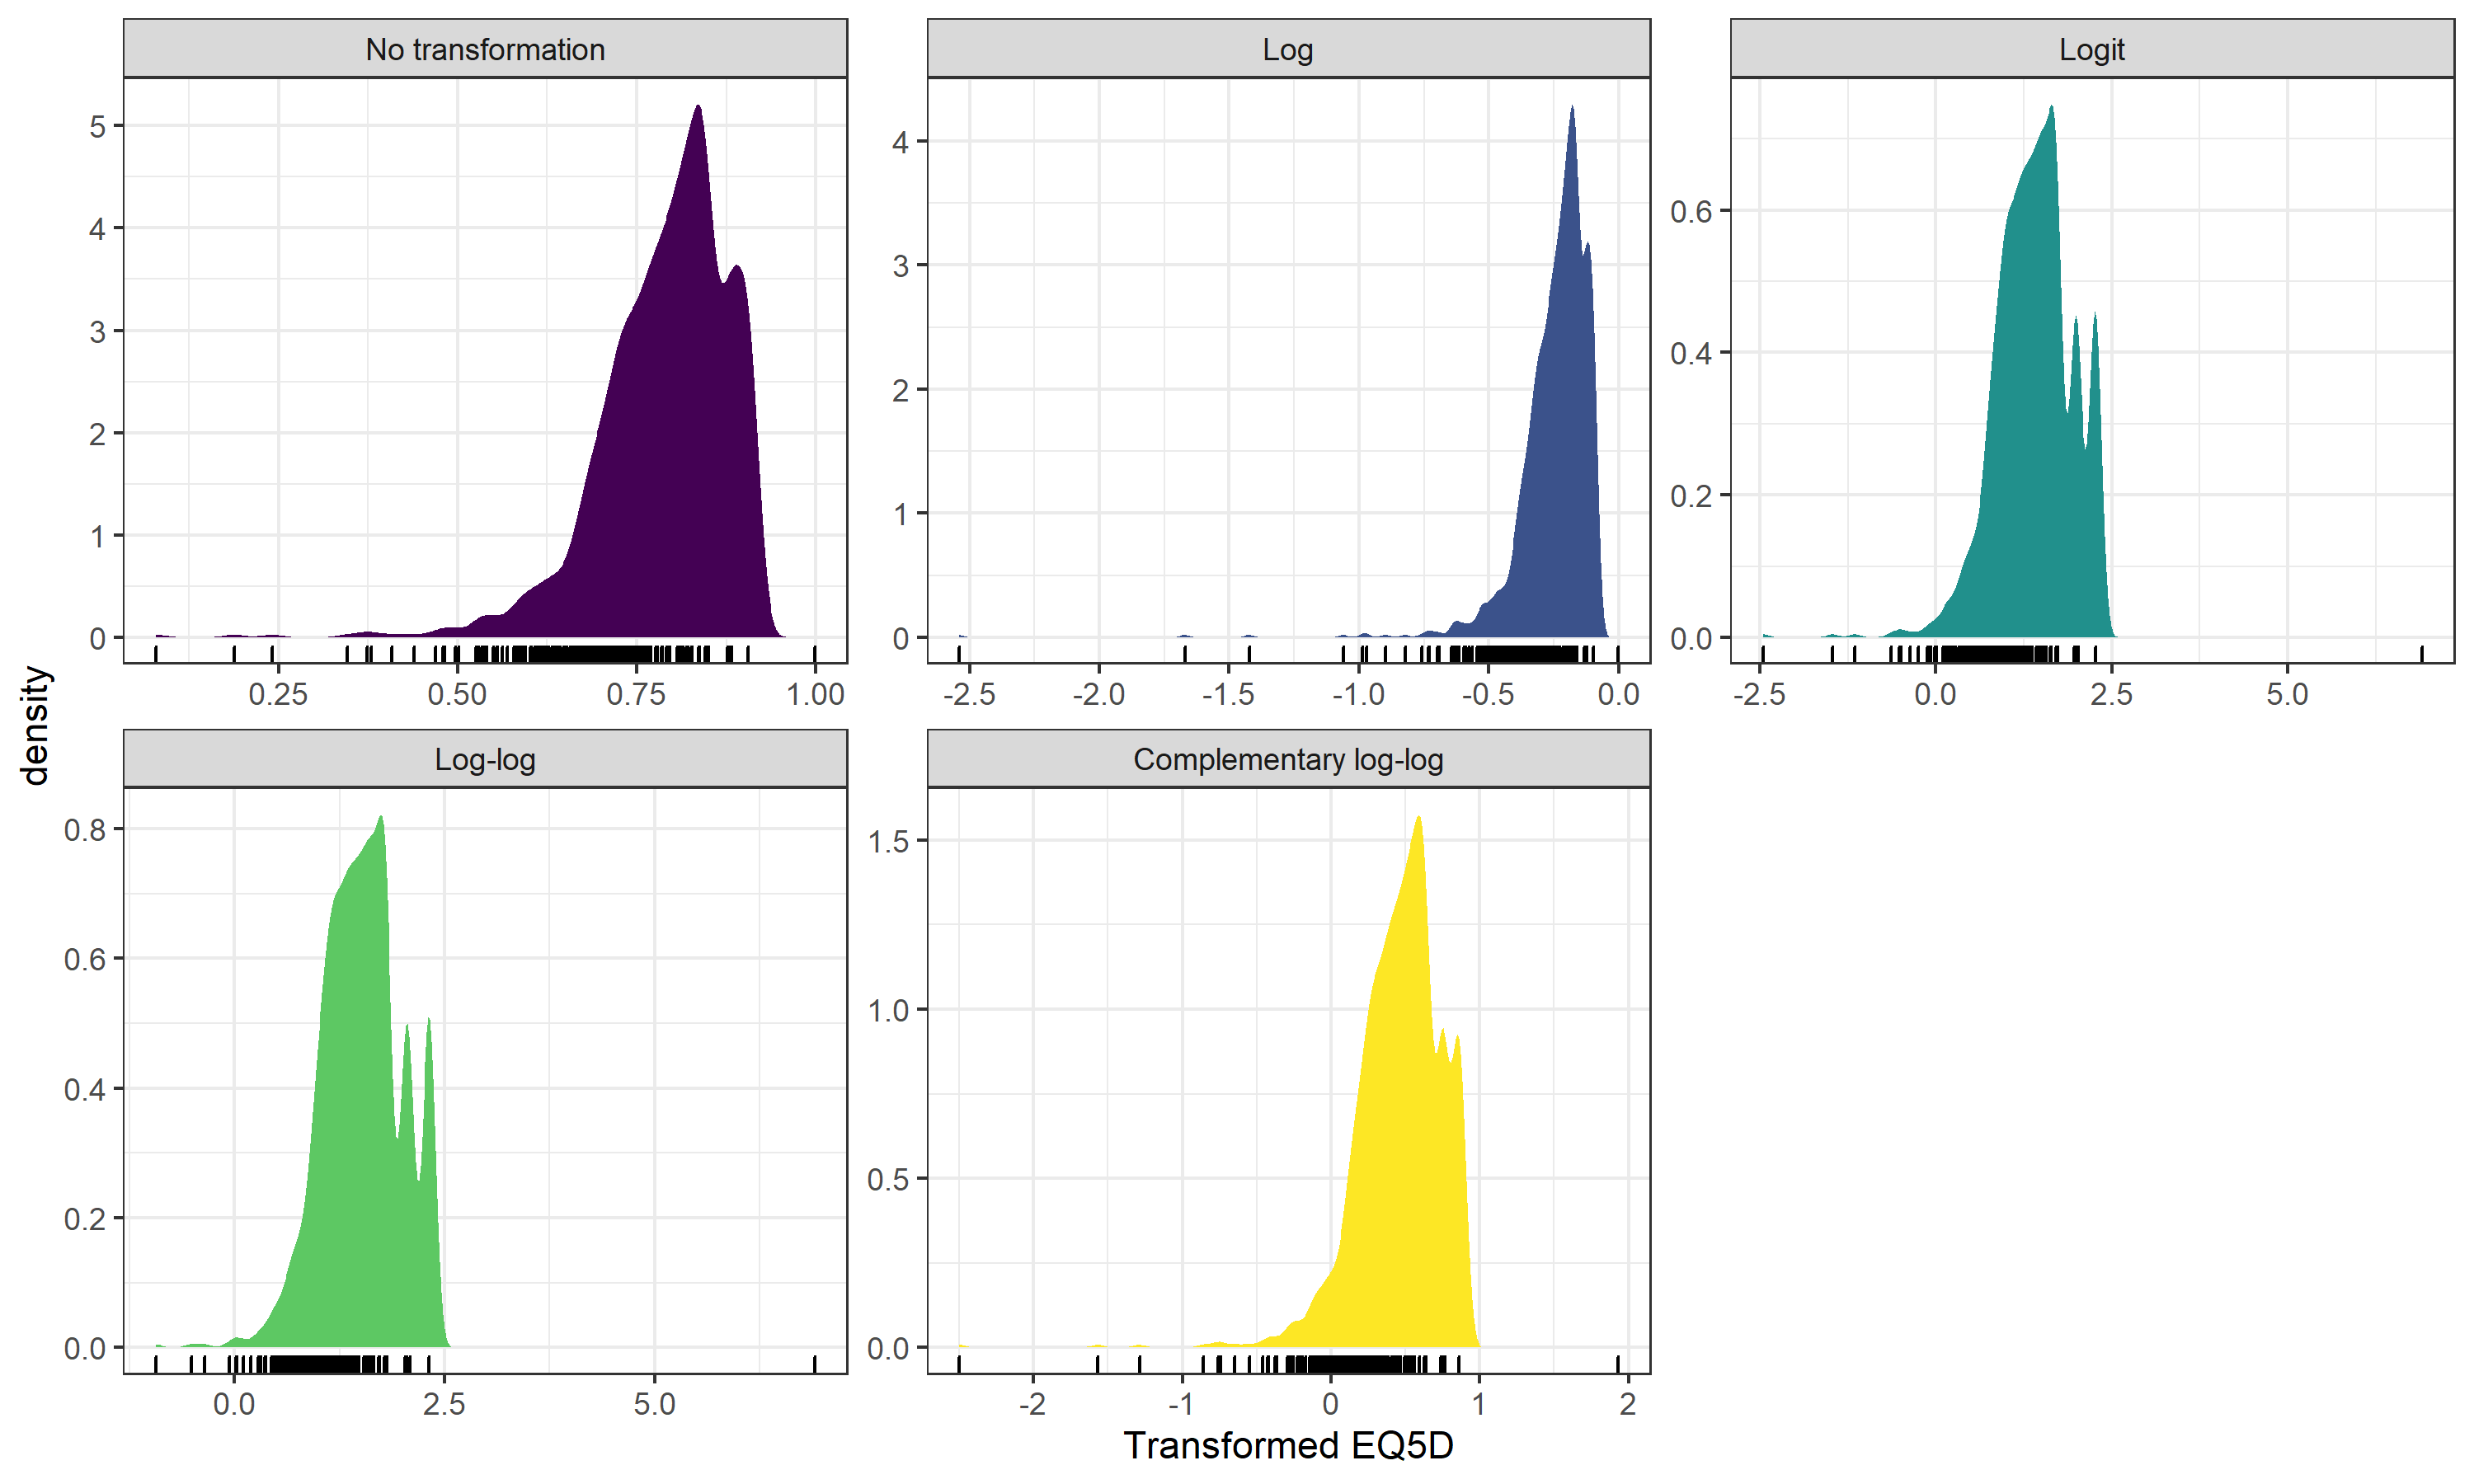 No transformation
Log
Logit
5
4
3
2
1
0
4
3
2
1
0
0.6
0.4
0.2
0.0
0.25 0.50 0.75 1.00
-2.5 -2.0 -1.5 -1.0 -0.5 0.0
-2.5 0.0 2.5 5.0
density
Log-log
Complementary log-log
0.8
0.6
0.4
0.2
0.0
1.5
1.0
0.5
0.0
0.0 2.5 5.0
-2 -1 0 1 2
Transformed EQ5D